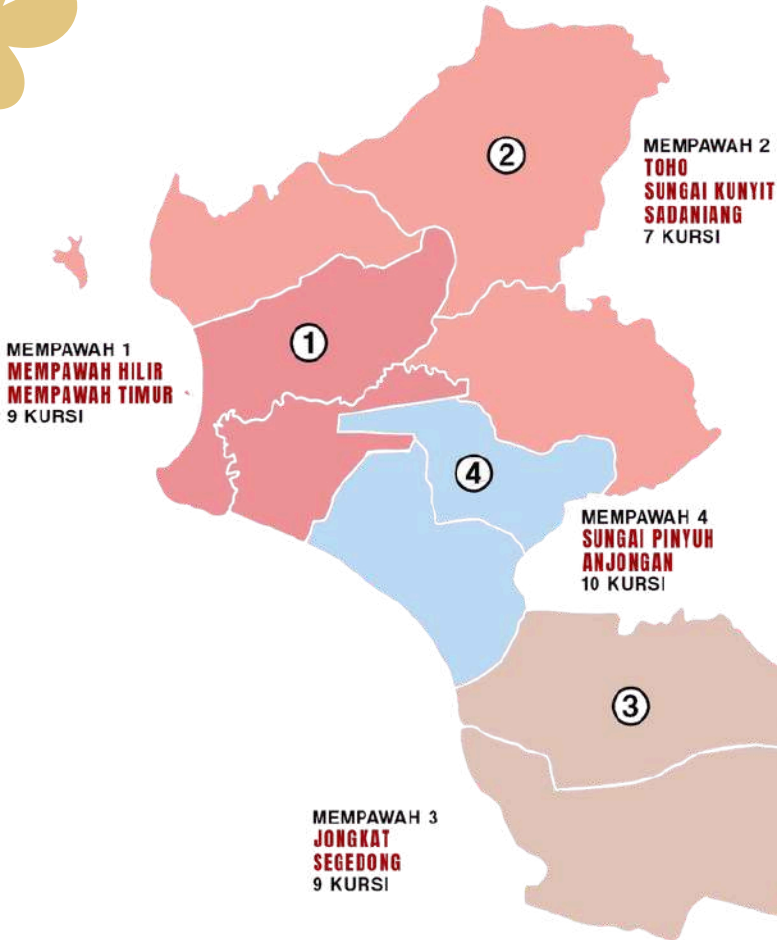 2
MEMPAWAH 2
TOHO
SUNGAI KUNYIT
SADANIANG
7 KURSI
1
MEMPAWAH 1
MEMPAWAH HILIR
MEMPAWAH TIMUR
9 KURSI
4
MEMPAWAH 4
SUNGAI PINYUH
ANJONGAN
10 KURSI
3
MEMPAWAH 3
JONGKAT
SEGEDONG
9 KURSI